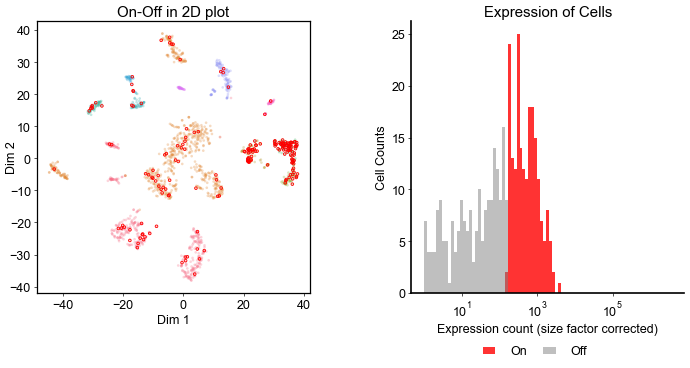 On-Off in 2D plot
40
30
20
10
0
−10
−20
−30
−40
Dim 2
−40
−20
0
20
40
Dim 1
Expression of Cells
25
20
15
10
5
0
Cell Counts
10^1
10^3
10^5
Expression count (size factor corrected)
On
Off